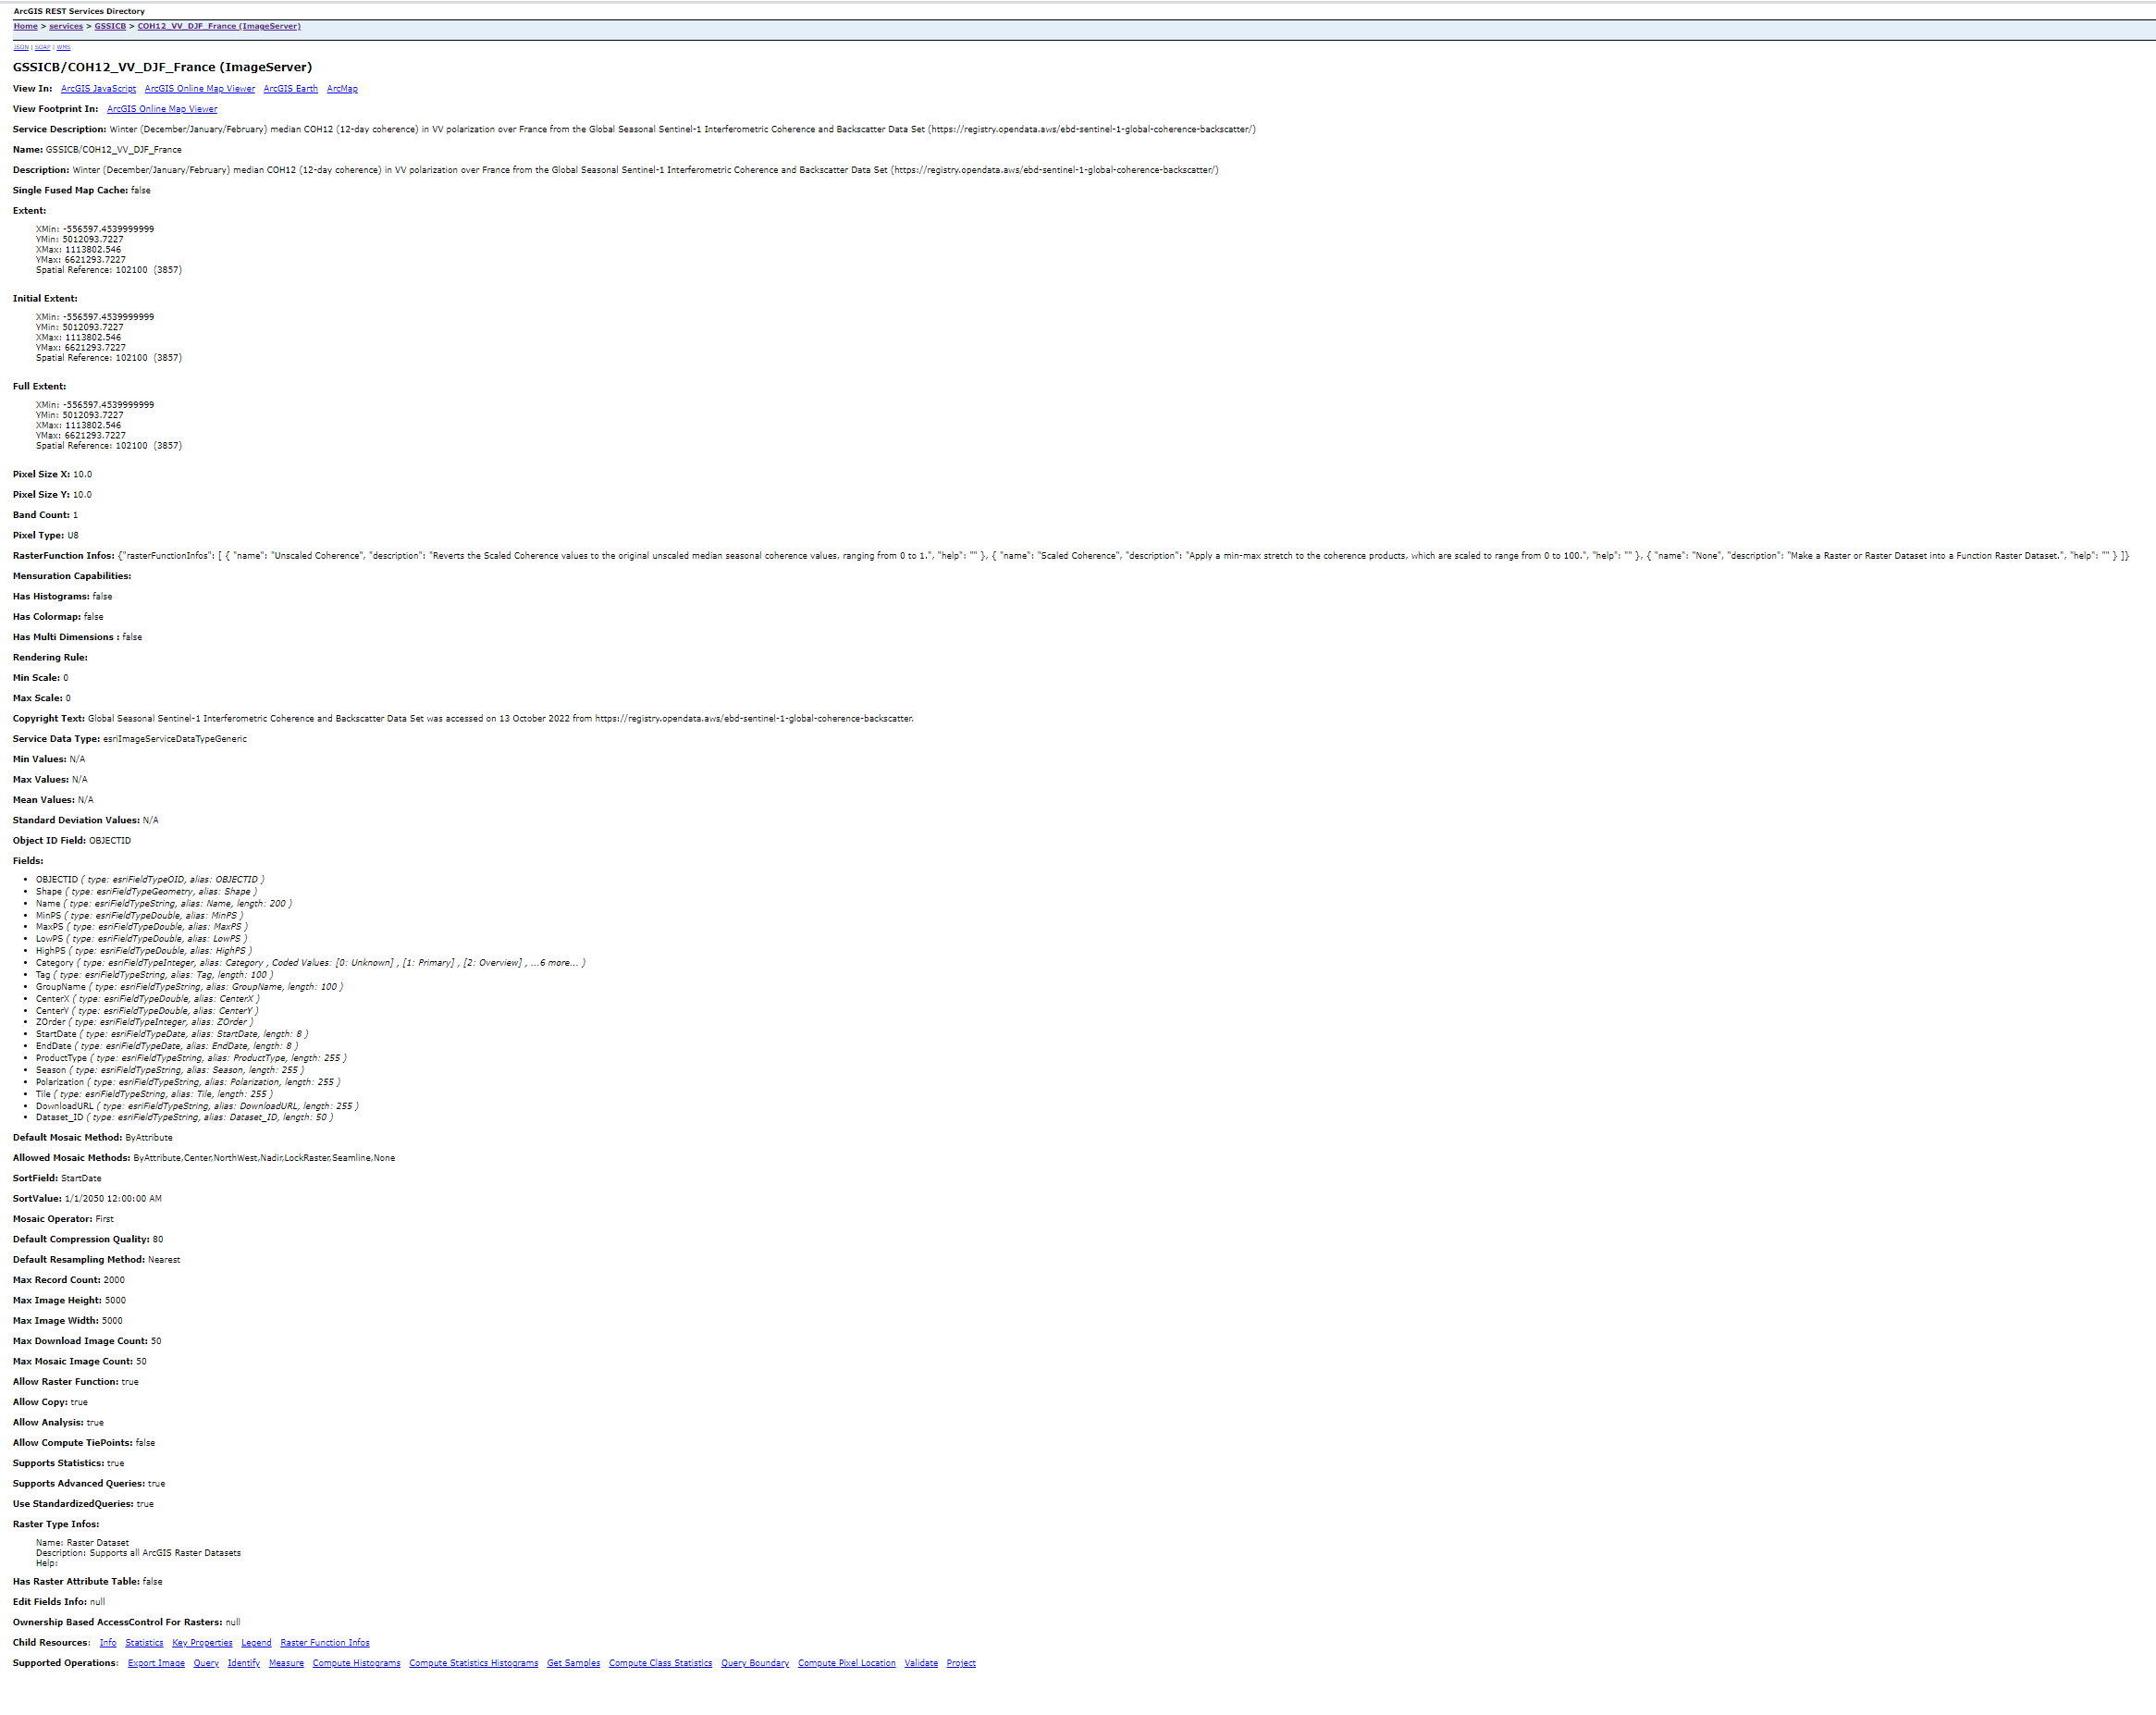 ArcGIS REST Services Directory
Home > services > GSSICB > COH12_VV_DJF_France (ImageServer)
JSON | SOAP | WMS
GSSICB/COH12_VV_DJF_France (ImageServer)
View In: ArcGIS JavaScript ArcGIS Online Map Viewer ArcGIS Earth ArcMap
View Footprint In: ArcGIS Online Map Viewer
Service Description: Winter (December/January/February) median COH12 (12-day coherence) in VV polarization over France from the Global Seasonal Sentinel-1 Interferometric Coherence and Backscatter Data Set (https://registry.opendata.aws/ebd-sentinel-1-global-coherence-backscatter/)
Name: GSSICB/COH12_VV_DJF_France
Description: Winter (December/January/February) median COH12 (12-day coherence) in VV polarization over France from the Global Seasonal Sentinel-1 Interferometric Coherence and Backscatter Data Set (https://registry.opendata.aws/ebd-sentinel-1-global-coherence-backscatter/)
Single Fused Map Cache: false
Extent:
XMin: -556597.4539999999
YMin: 5012093.7227
XMax: 1113802.546
YMax: 6621293.7227
Spatial Reference: 102100 (3857)
Initial Extent:
XMin: -556597.4539999999
YMin: 5012093.7227
XMax: 1113802.546
YMax: 6621293.7227
Spatial Reference: 102100 (3857)
Full Extent:
XMin: -556597.4539999999
YMin: 5012093.7227
XMax: 1113802.546
YMax: 6621293.7227
Spatial Reference: 102100 (3857)
Pixel Size X: 10.0
Pixel Size Y: 10.0
Band Count: 1
Pixel Type: U8
RasterFunction Infos: {"rasterFunctionInfos": [ { "name": "Unscaled Coherence", "description": "Reverts the Scaled Coherence values to the original unscaled median seasonal coherence values, ranging from 0 to 1.", "help": "" }, { "name": "Scaled Coherence", "description": "Apply a min-max stretch to the coherence products, which are scaled to range from 0 to 100.", "help": "" }, { "name": "None", "description": "Make a Raster or Raster Dataset into a Function Raster Dataset.", "help": "" } ]}
Mensuration Capabilities:
Has Histograms: false
Has Colormap: false
Has Multi Dimensions : false
Rendering Rule:
Min Scale: 0
Max Scale: 0
Copyright Text: Global Seasonal Sentinel-1 Interferometric Coherence and Backscatter Data Set was accessed on 13 October 2022 from https://registry.opendata.aws/ebd-sentinel-1-global-coherence-backscatter.
Service Data Type: esriImageServiceDataTypeGeneric
Min Values: N/A
Max Values: N/A
Mean Values: N/A
Standard Deviation Values: N/A
Object ID Field: OBJECTID
Fields:
• OBJECTID ( type: esriFieldTypeOID, alias: OBJECTID )
• Shape ( type: esriFieldTypeGeometry, alias: Shape )
• Name ( type: esriFieldTypeString, alias: Name, length: 200 )
• MinPS ( type: esriFieldTypeDouble, alias: MinPS )
• MaxPS ( type: esriFieldTypeDouble, alias: MaxPS )
• LowPS ( type: esriFieldTypeDouble, alias: LowPS )
• HighPS ( type: esriFieldTypeDouble, alias: HighPS )
• Category ( type: esriFieldTypeInteger, alias: Category , Coded Values: [0: Unknown] , [1: Primary] , [2: Overview] , ...6 more... )
• Tag ( type: esriFieldTypeString, alias: Tag, length: 100 )
• GroupName ( type: esriFieldTypeString, alias: GroupName, length: 100 )
• CenterX ( type: esriFieldTypeDouble, alias: CenterX )
• CenterY ( type: esriFieldTypeDouble, alias: CenterY )
• ZOrder ( type: esriFieldTypeInteger, alias: ZOrder )
• StartDate ( type: esriFieldTypeDate, alias: StartDate, length: 8 )
• EndDate ( type: esriFieldTypeDate, alias: EndDate, length: 8 )
• ProductType ( type: esriFieldTypeString, alias: ProductType, length: 255 )
• Season ( type: esriFieldTypeString, alias: Season, length: 255 )
• Polarization ( type: esriFieldTypeString, alias: Polarization, length: 255 )
• Tile ( type: esriFieldTypeString, alias: Tile, length: 255 )
• DownloadURL ( type: esriFieldTypeString, alias: DownloadURL, length: 255 )
• Dataset_ID ( type: esriFieldTypeString, alias: Dataset_ID, length: 50 )
Default Mosaic Method: ByAttribute
Allowed Mosaic Methods: ByAttribute,Center,NorthWest,Nadir,LockRaster,Seamline,None
SortField: StartDate
SortValue: 1/1/2050 12:00:00 AM
Mosaic Operator: First
Default Compression Quality: 80
Default Resampling Method: Nearest
Max Record Count: 2000
Max Image Height: 5000
Max Image Width: 5000
Max Download Image Count: 50
Max Mosaic Image Count: 50
Allow Raster Function: true
Allow Copy: true
Allow Analysis: true
Allow Compute TiePoints: false
Supports Statistics: true
Supports Advanced Queries: true
Use StandardizedQueries: true
Raster Type Infos:
Name: Raster Dataset
Description: Supports all ArcGIS Raster Datasets
Help:
Has Raster Attribute Table: false
Edit Fields Info: null
Ownership Based AccessControl For Rasters: null
Child Resources: Info Statistics Key Properties Legend Raster Function Infos
Supported Operations: Export Image Query Identify Measure Compute Histograms Compute Statistics Histograms Get Samples Compute Class Statistics Query Boundary Compute Pixel Location Validate Project